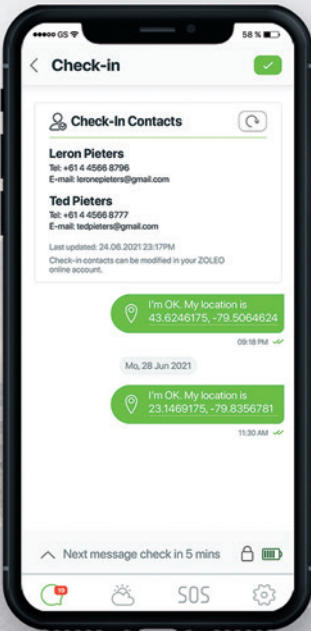 GS
58 %
Check-in
Check-In Contacts
Leron Pieters
Tel: +61 4 4566 8796
E-mail: leronepieters@gmail.com
Ted Pieters
Tel: +61 4 4566 8777
E-mail: tedpieters@gmail.com
Last updated: 24.06.2021 23:17PM
Check-in contacts can be modified in your ZOLEO
online account.
I'm OK. My location is
43.6246175, -79.5064624
09:18 PM
Mo, 28 Jun 2021
I'm OK. My location is
23.1469175, -79.8356781
11:30 AM
Next message check in 5 mins
19
SOS